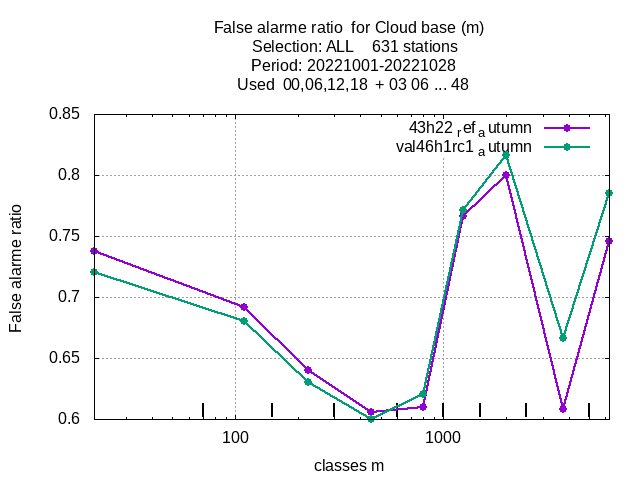 False alarme ratio  for Cloud base (m)
Selection: ALL    631 stations
Period: 20221001-20221028
Used  00,06,12,18  + 03 06 ... 48
0.85
43h22 ref a utumn
val46h1rc1 a utumn
0.8
0.75
False alarme ratio
0.7
0.65
0.6
100
1000
classes m